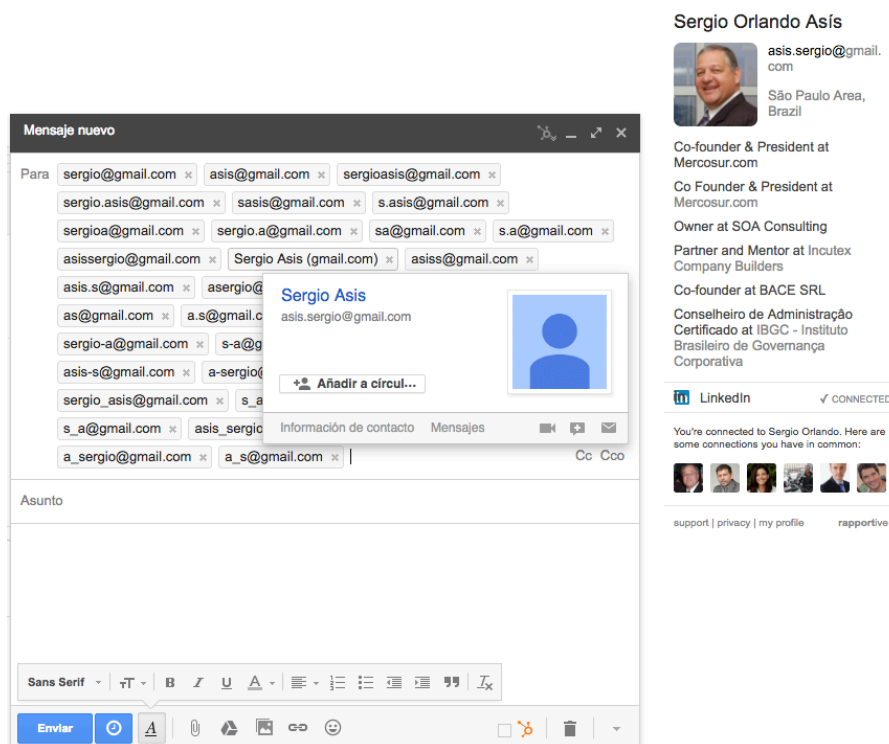 Mensaje nuevo
Para sergio@gmail.com × asis@gmail.com × sergioasis@gmail.com ×
sergio.asis@gmail.com × sasis@gmail.com × s.asis@gmail.com ×
sergioa@gmail.com × sergio.a@gmail.com × sa@gmail.com × s.a@gmail.com ×
asissergio@gmail.com × Sergio Asis (gmail.com) × asiss@gmail.com ×
asis.s@gmail.com × asergio@
as@gmail.com × a.s@gmail.c
sergio-a@gmail.com × s-a@g
asis-s@gmail.com × a-sergio@
sergio_asis@gmail.com × s_a
s_a@gmail.com × asis_sergio
a_sergio@gmail.com × a_s@gmail.com ×
Cc Cco
Sergio Asis
asis.sergio@gmail.com
Añadir a círcul...
Información de contacto Mensajes
Asunto
Sans Serif
Enviar
Sergio Orlando Asís
asis.sergio@gmail.
com
São Paulo Area,
Brazil
Co-founder & President at
Mercosur.com
Co Founder & President at
Mercosur.com
Owner at SOA Consulting
Partner and Mentor at Incutex
Company Builders
Co-founder at BACE SRL
Conselheiro de Administração
Certificado at IBGC - Instituto
Brasileiro de Governança
Corporativa
in LinkedIn ✓ CONNECTED
You're connected to Sergio Orlando. Here are
some connections you have in common:
support | privacy | my profile rapportive